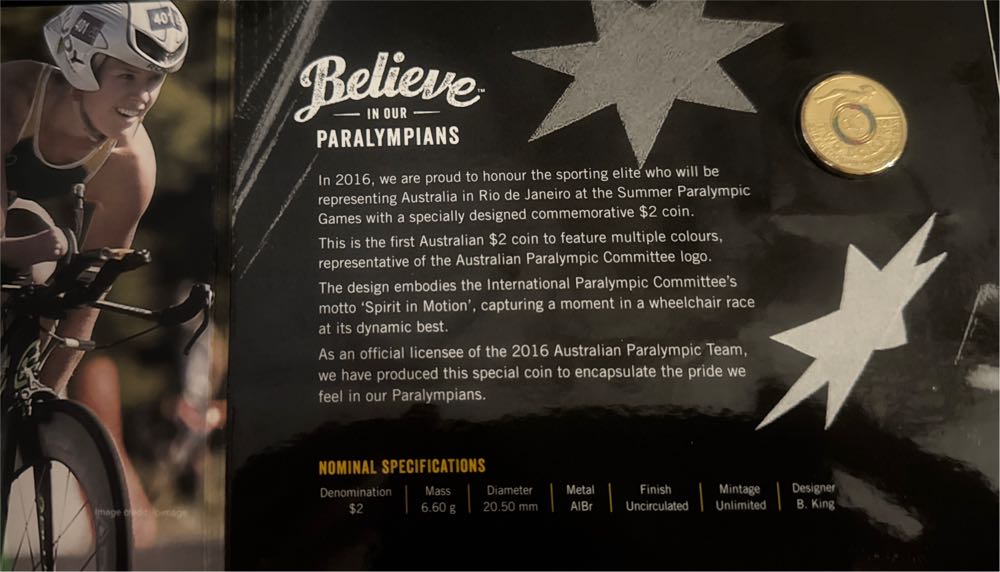 401
401
Believe™
IN OUR
PARALYMPIANS
In 2016, we are proud to honour the sporting elite who will be
representing Australia in Rio de Janeiro at the Summer Paralympic
Games with a specially designed commemorative $2 coin.
This is the first Australian $2 coin to feature multiple colours,
representative of the Australian Paralympic Committee logo.
The design embodies the International Paralympic Committee's
motto ‘Spirit in Motion’, capturing a moment in a wheelchair race
at its dynamic best.
As an official licensee of the 2016 Australian Paralympic Team,
we have produced this special coin to encapsulate the pride we
feel in our Paralympians.
NOMINAL SPECIFICATIONS
Denomination Mass Diameter Metal Finish Mintage Designer
$2 6.60 g 20.50 mm AlBr Uncirculated Unlimited B. King
Image credit: